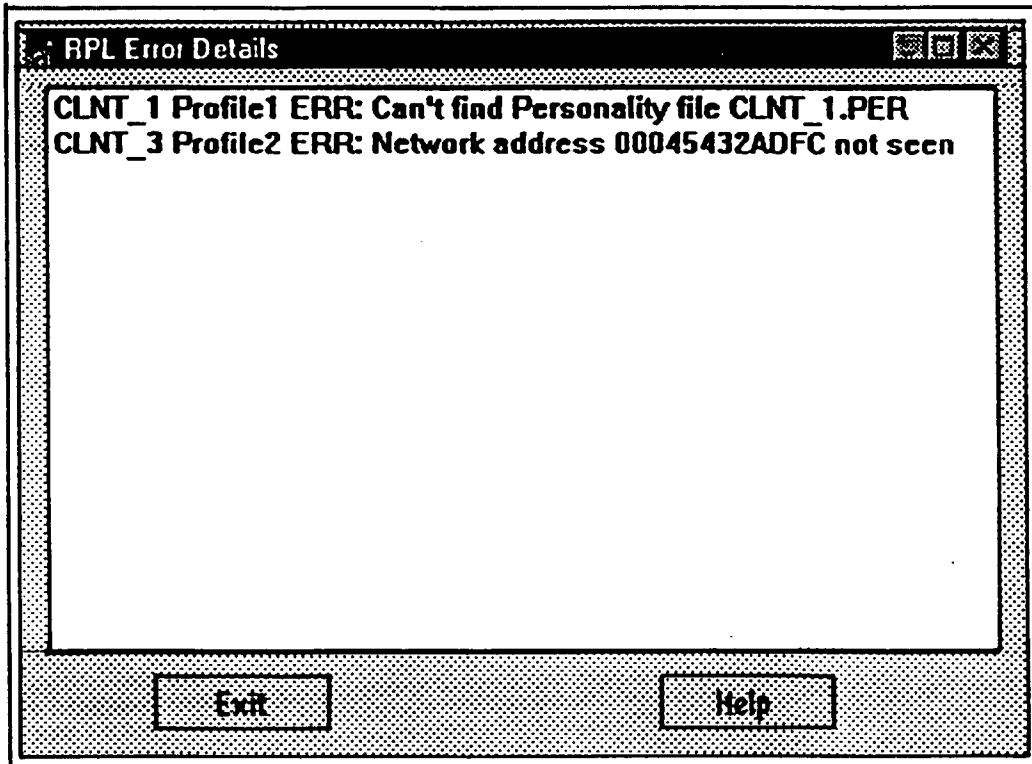 RPL Error Details
CLNT_1 Profile1 ERR: Can't find Personality file CLNT_1.PER
CLNT_3 Profile2 ERR: Network address 00045432ADFC not seen
Exit
Help